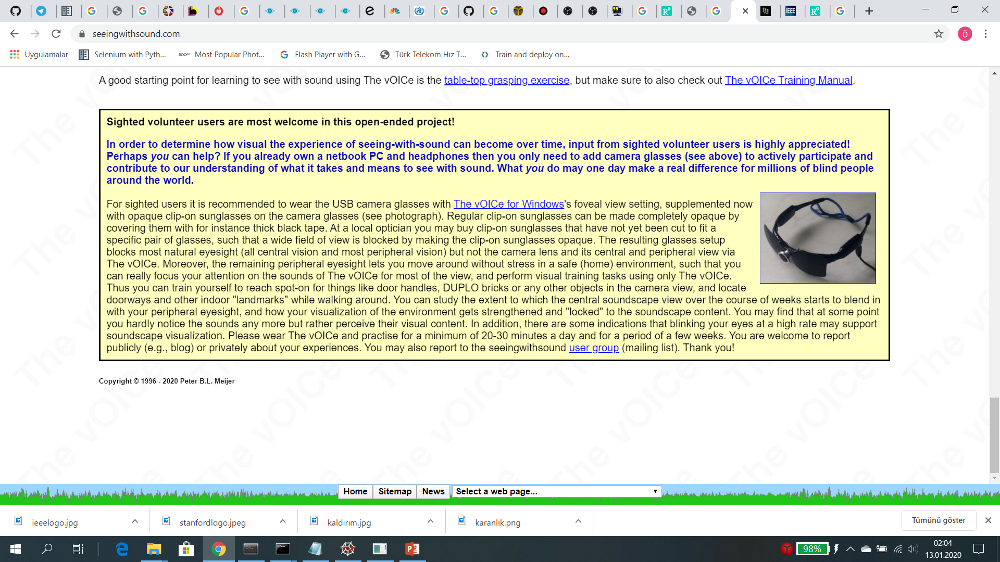 seeingwithsound.com
Uygulamalar
Selenium with Pyth...
Most Popular Phot...
Flash Player with G...
Türk Telekom Hız T...
Train and deploy on...
A good starting point for learning to see with sound using The vOICe is the table-top grasping exercise, but make sure to also check out The vOICe Training Manual.
Sighted volunteer users are most welcome in this open-ended project!
In order to determine how visual the experience of seeing-with-sound can become over time, input from sighted volunteer users is highly appreciated!
Perhaps you can help? If you already own a netbook PC and headphones then you only need to add camera glasses (see above) to actively participate and
contribute to our understanding of what it takes and means to see with sound. What you do may one day make a real difference for millions of blind people
around the world.
For sighted users it is recommended to wear the USB camera glasses with The vOICe for Windows's foveal view setting, supplemented now
with opaque clip-on sunglasses on the camera glasses (see photograph). Regular clip-on sunglasses can be made completely opaque by
covering them with for instance thick black tape. At a local optician you may buy clip-on sunglasses that have not yet been cut to fit a
specific pair of glasses, such that a wide field of view is blocked by making the clip-on sunglasses opaque. The resulting glasses setup
blocks most natural eyesight (all central vision and most peripheral vision) but not the camera lens and its central and peripheral view via
The vOICe. Moreover, the remaining peripheral eyesight lets you move around without stress in a safe (home) environment, such that you
can really focus your attention on the sounds of The vOICe for most of the view, and perform visual training tasks using only The vOICe.
Thus you can train yourself to reach spot-on for things like door handles, DUPLO bricks or any other objects in the camera view, and locate
doorways and other indoor "landmarks" while walking around. You can study the extent to which the central soundscape view over the course of weeks starts to blend in
with your peripheral eyesight, and how your visualization of the environment gets strengthened and "locked" to the soundscape content. You may find that at some point
you hardly notice the sounds any more but rather perceive their visual content. In addition, there are some indications that blinking your eyes at a high rate may support
soundscape visualization. Please wear The vOICe and practise for a minimum of 20-30 minutes a day and for a period of a few weeks. You are welcome to report
publicly (e.g., blog) or privately about your experiences. You may also report to the seeingwithsound user group (mailing list). Thank you!
Copyright © 1996 - 2020 Peter B.L. Meijer
Home
Sitemap
News
Select a web page...
ieeelogo.jpg
stanfordlogo.jpeg
kaldırım.jpg
karanlık.png
Tümünü göster
98%
02:04
13.01.2020